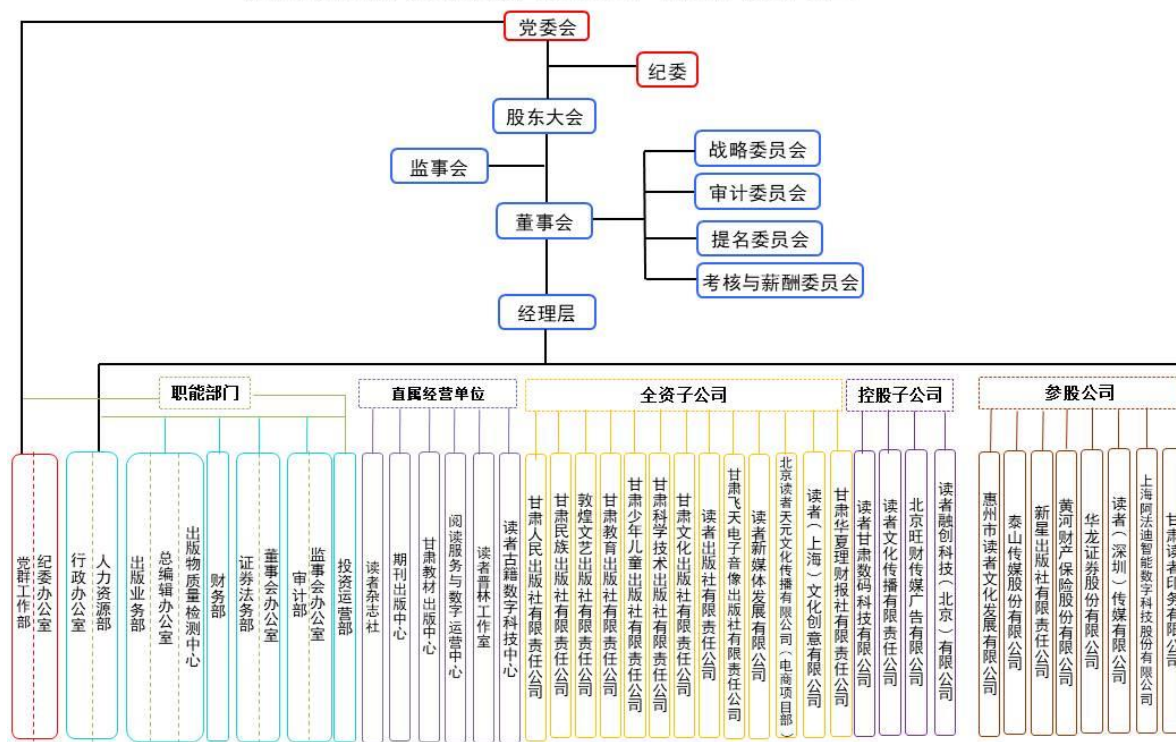 党委会
纪委
股东大会
监事会
战略委员会
审计委员会
董事会
提名委员会
考核与薪酬委员会
经理层
职能部门
直属经营单位
全资子公司
控股子公司
参股公司
党群工作部
纪委办公室
行政办公室
人力资源部
出版业务部
总编辑办公室
出版物质量检测中心
财务部
证券法务部
董事会办公室
审计部
监事会办公室
投资运营部
读者杂志社
期刊出版中心
甘肃教材出版中心
阅读服务与数字运营中心
读者晋林工作室
读者古籍数字科技中心
甘肃人民出版社有限责任公司
甘肃民族出版社有限责任公司
敦煌文艺出版社有限责任公司
甘肃教育出版社有限责任公司
甘肃少年儿童出版社有限责任公司
甘肃科学技术出版社有限责任公司
甘肃文化出版社有限责任公司
读者出版社有限责任公司
甘肃飞天电子音像出版社有限责任公司
读者新媒体发展有限公司
北京读者天元文化传播有限公司（电商项目部）
读者（上海）文化创意有限公司
甘肃华夏理财报社有限责任公司
读者甘肃数码科技有限公司
读者文化传播有限责任公司
北京旺财传媒广告有限公司
读者融创科技（北京）有限公司
惠州市读者文化发展有限公司
泰山传媒股份有限公司
新星出版社有限责任公司
黄河财产保险股份有限公司
华龙证券股份有限公司
读者（深圳）传媒有限公司
上海阿法迪智能数字科技股份有限公司
甘肃读者印务有限公司